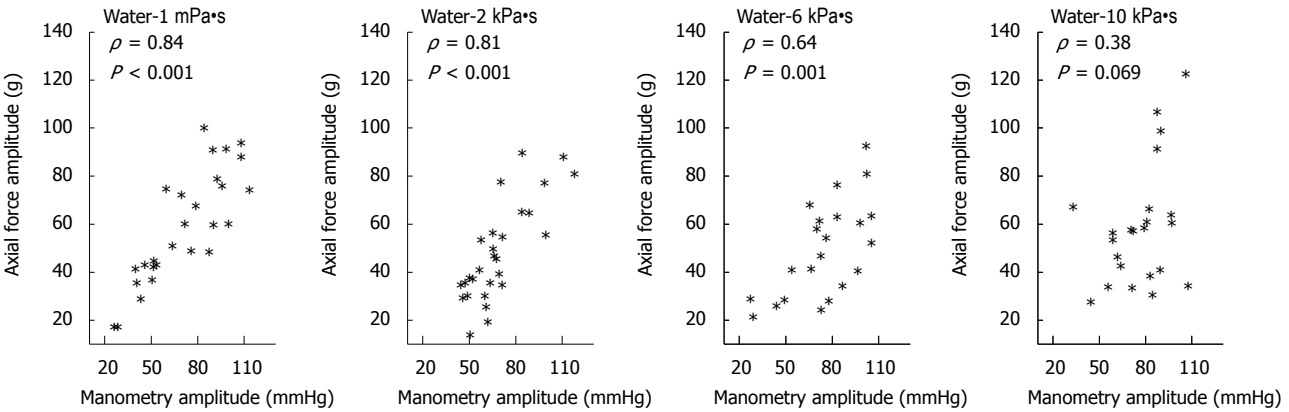 Water-1 mPa•s
ρ = 0.84
P < 0.001
Axial force amplitude (g)
140
120
100
80
60
40
20
20 50 80 110
Manometry amplitude (mmHg)
Water-2 kPa•s
ρ = 0.81
P < 0.001
Axial force amplitude (g)
140
120
100
80
60
40
20
20 50 80 110
Manometry amplitude (mmHg)
Water-6 kPa•s
ρ = 0.64
P = 0.001
Axial force amplitude (g)
140
120
100
80
60
40
20
20 50 80 110
Manometry amplitude (mmHg)
Water-10 kPa•s
ρ = 0.38
P = 0.069
Axial force amplitude (g)
140
120
100
80
60
40
20
20 50 80 110
Manometry amplitude (mmHg)